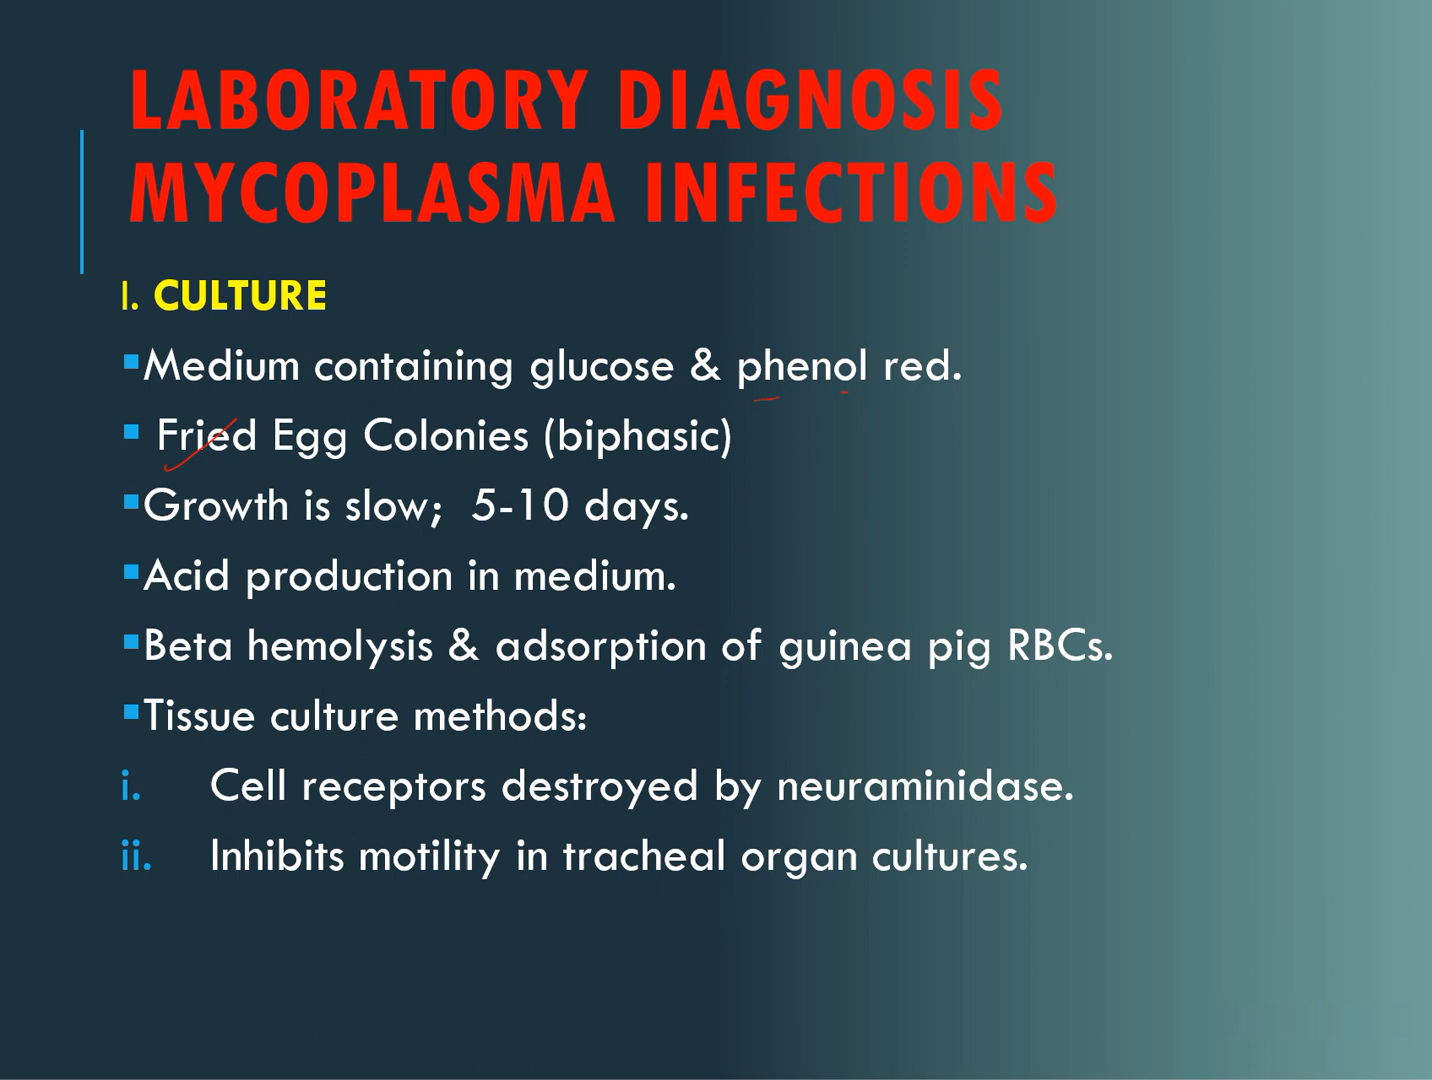 LABORATORY DIAGNOSIS
MYCOPLASMA INFECTIONS
I. CULTURE
▪Medium containing glucose & phenol red.
▪ Fried Egg Colonies (biphasic)
▪Growth is slow; 5-10 days.
▪Acid production in medium.
▪Beta hemolysis & adsorption of guinea pig RBCs.
▪Tissue culture methods:
i. Cell receptors destroyed by neuraminidase.
ii. Inhibits motility in tracheal organ cultures.